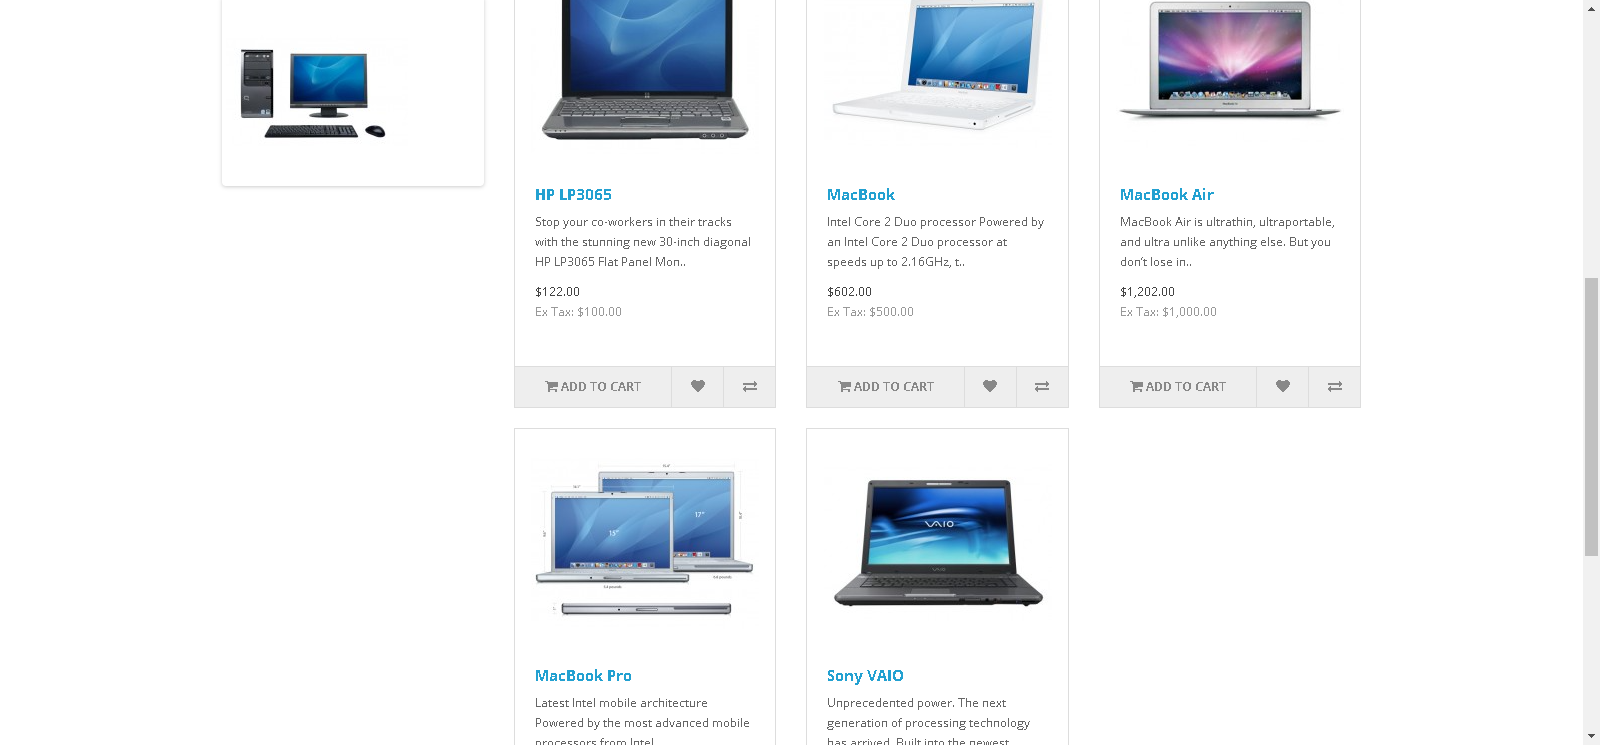 HP LP3065
Stop your co-workers in their tracks
with the stunning new 30-inch diagonal
HP LP3065 Flat Panel Mon..
$122.00
Ex Tax: $100.00
ADD TO CART
MacBook
Intel Core 2 Duo processor Powered by
an Intel Core 2 Duo processor at
speeds up to 2.16GHz, t..
$602.00
Ex Tax: $500.00
ADD TO CART
MacBook Air
MacBook Air is ultrathin, ultraportable,
and ultra unlike anything else. But you
don’t lose in..
$1,202.00
Ex Tax: $1,000.00
ADD TO CART
15"
17"
MacBook Pro
Latest Intel mobile architecture
Powered by the most advanced mobile
processors from Intel,
VAIO
Sony VAIO
Unprecedented power. The next
generation of processing technology
has arrived. Built into the newest